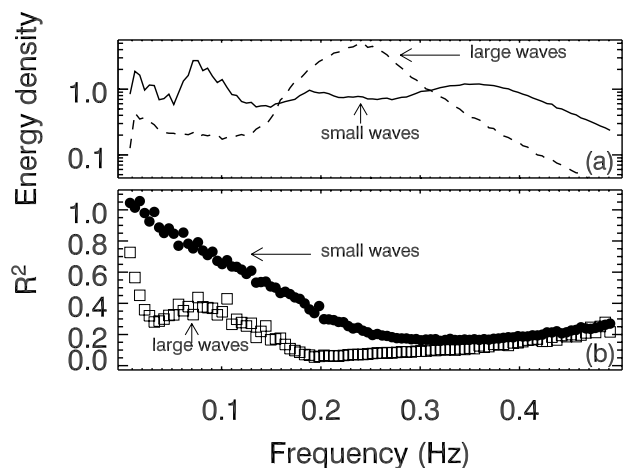 Energy density
1.0
0.1
large waves
small waves
(a)
R²
1.0
0.8
0.6
0.4
0.2
0.0
small waves
large waves
(b)
0.1 0.2 0.3 0.4
Frequency (Hz)